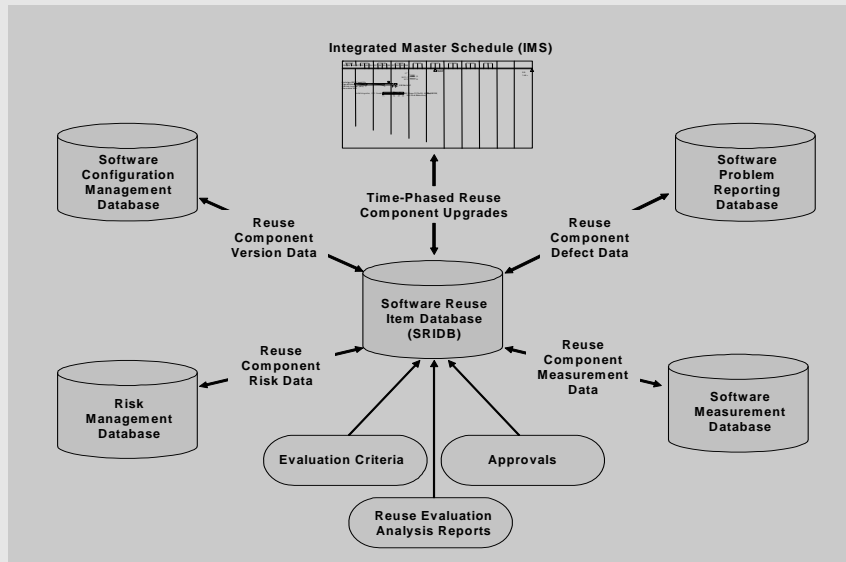 Integrated Master Schedule (IMS)
Software
Configuration
Management
Database
Software
Problem
Reporting
Database
Time-Phased Reuse
Component Upgrades
Reuse
Component
Version Data
Reuse
Component
Defect Data
Software Reuse
Item Database
(SRIDB)
Reuse
Component
Risk Data
Reuse
Component
Measurement
Data
Risk
Management
Database
Software
Measurement
Database
Evaluation Criteria
Approvals
Reuse Evaluation
Analysis Reports